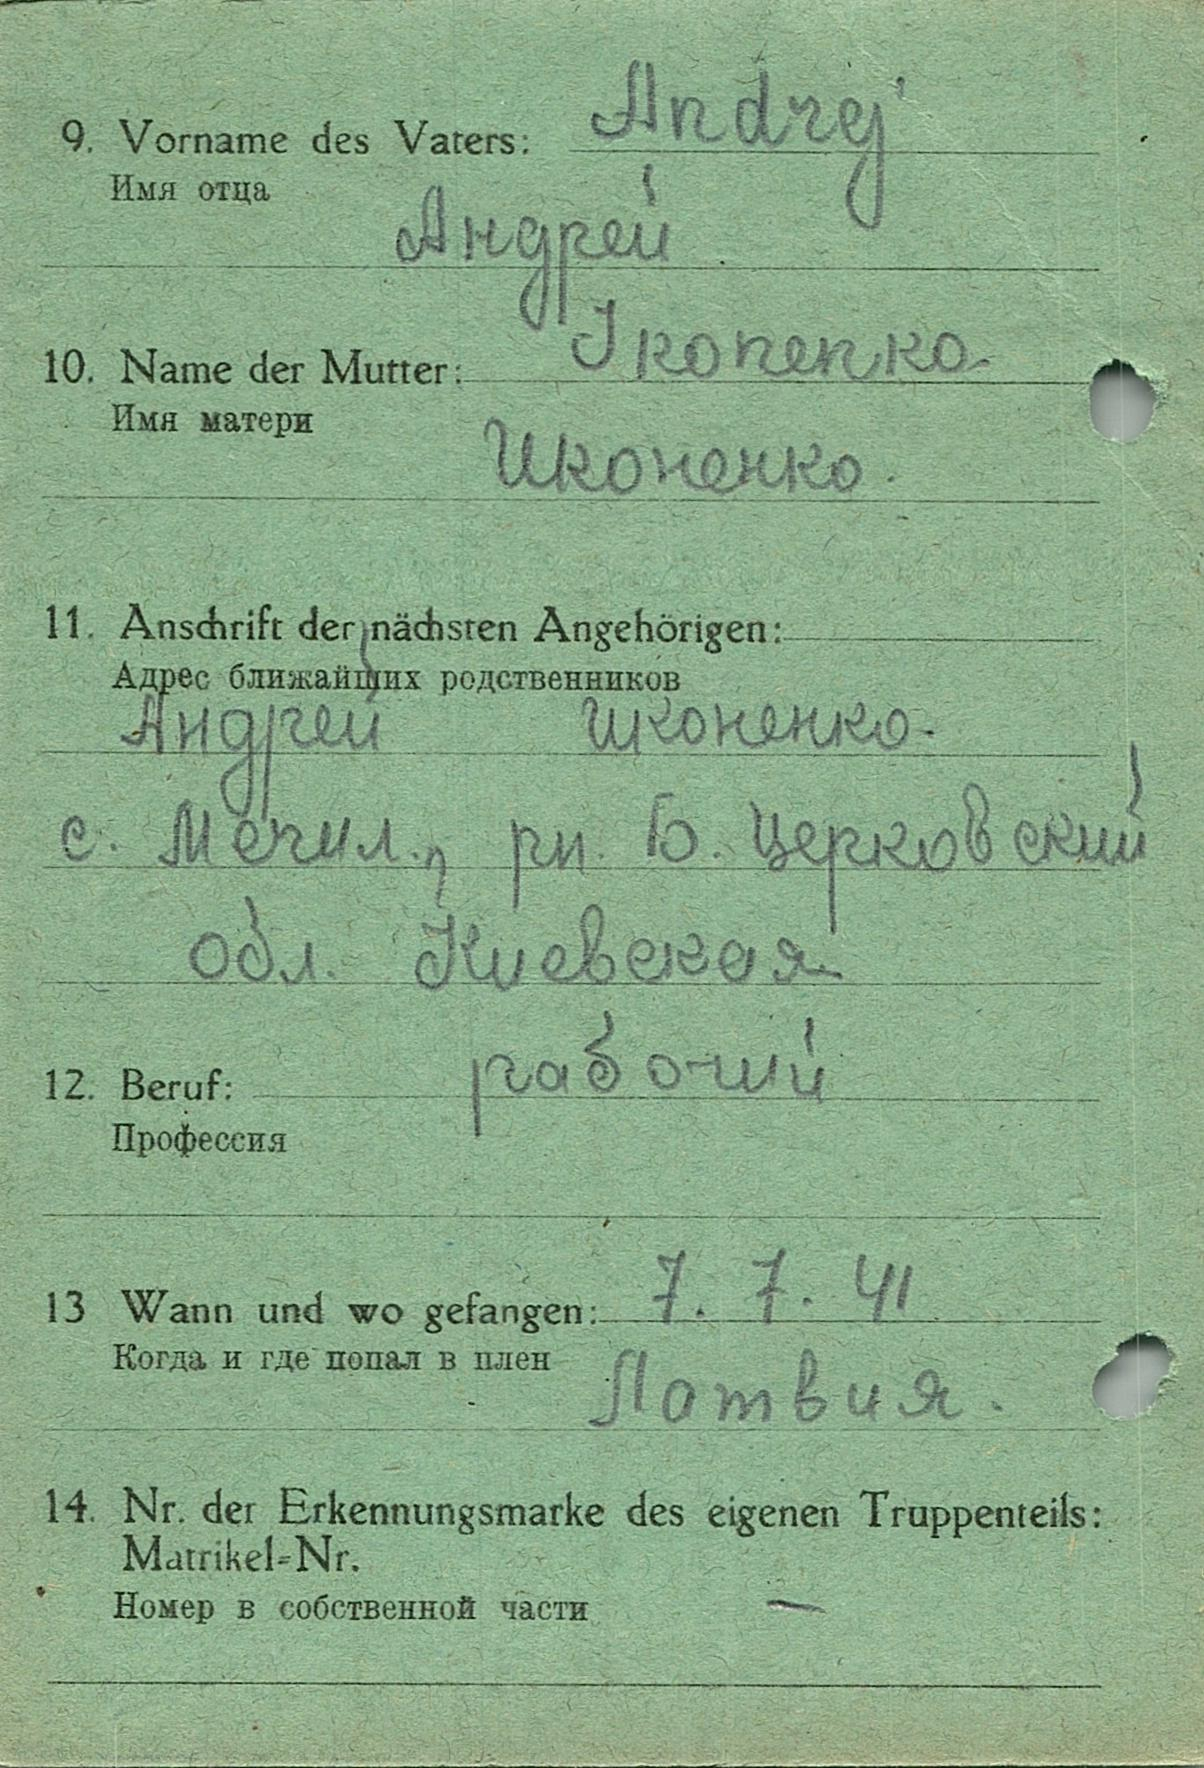 9. Vorname des Vaters: Andrej
Имя отца
Андрей
10. Name der Mutter: Ikonenko
Имя матери
Иконенко.
11. Anschrift der nächsten Angehörigen:
Адрес ближайших родственников
Андрей Иконенко.
с. рн. Б. Церковский
обл. Киевская
12. Beruf: рабочий
Профессия
13 Wann und wo gefangen: 7. 7. 41
Когда и где попал в плен
Латвия.
14. Nr. der Erkennungsmarke des eigenen Truppenteils:
Matrikel-Nr.
Номер в собственной части —